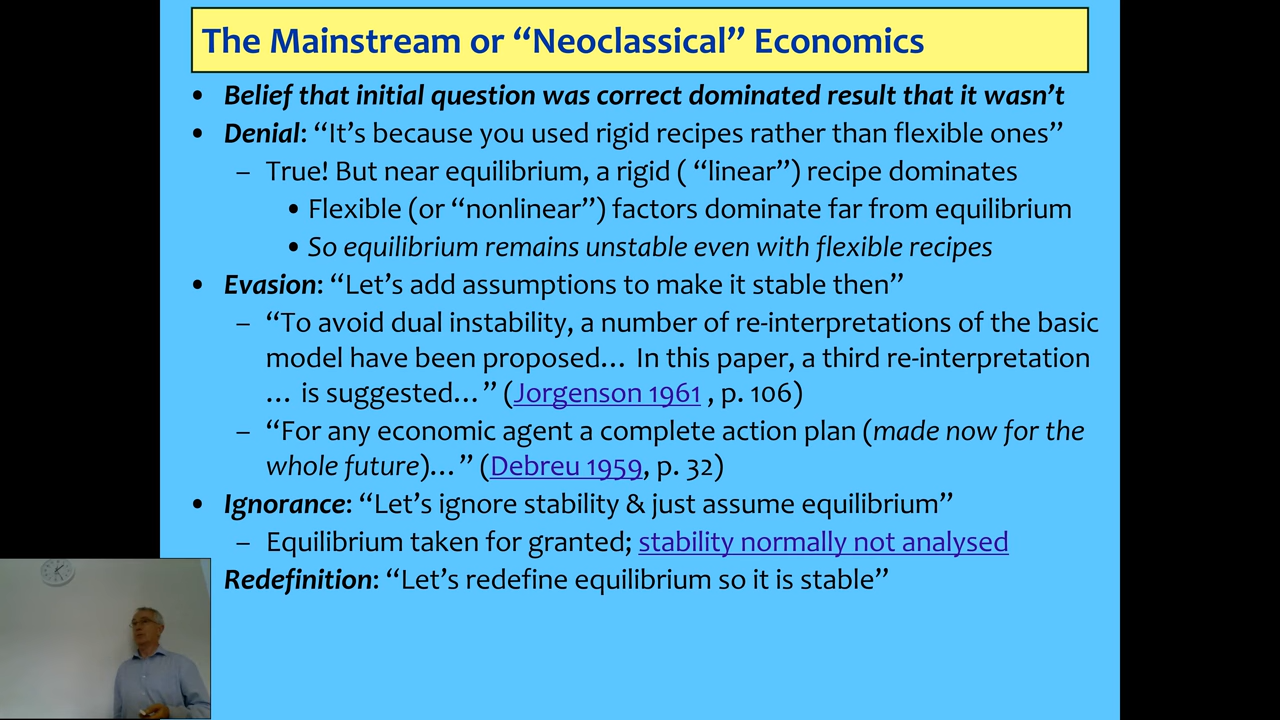 The Mainstream or “Neoclassical” Economics
• Belief that initial question was correct dominated result that it wasn’t
• Denial: “It’s because you used rigid recipes rather than flexible ones”
– True! But near equilibrium, a rigid ( “linear”) recipe dominates
• Flexible (or “nonlinear”) factors dominate far from equilibrium
• So equilibrium remains unstable even with flexible recipes
• Evasion: “Let’s add assumptions to make it stable then”
– “To avoid dual instability, a number of re-interpretations of the basic
model have been proposed… In this paper, a third re-interpretation
… is suggested…” (Jorgenson 1961 , p. 106)
– “For any economic agent a complete action plan (made now for the
whole future)…” (Debreu 1959, p. 32)
• Ignorance: “Let’s ignore stability & just assume equilibrium”
– Equilibrium taken for granted; stability normally not analysed
Redefinition: “Let’s redefine equilibrium so it is stable”